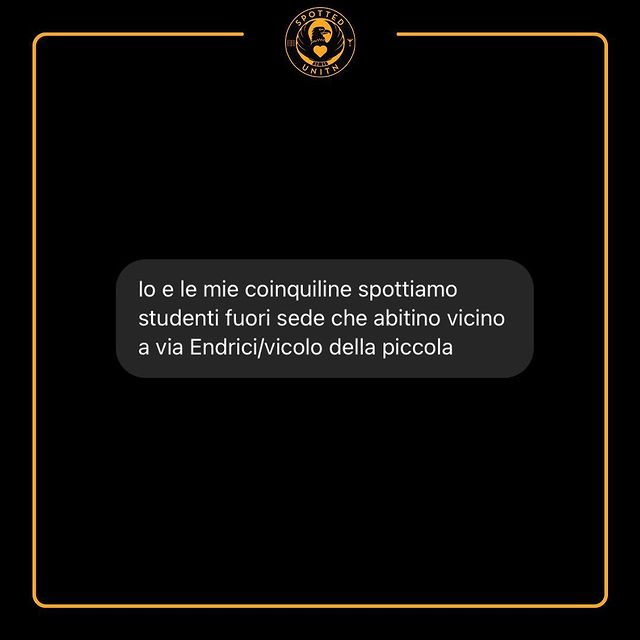 SPOTTED
UNITN
Io e le mie coinquiline spottiamo
studenti fuori sede che abitino vicino
a via Endrici/vicolo della piccola